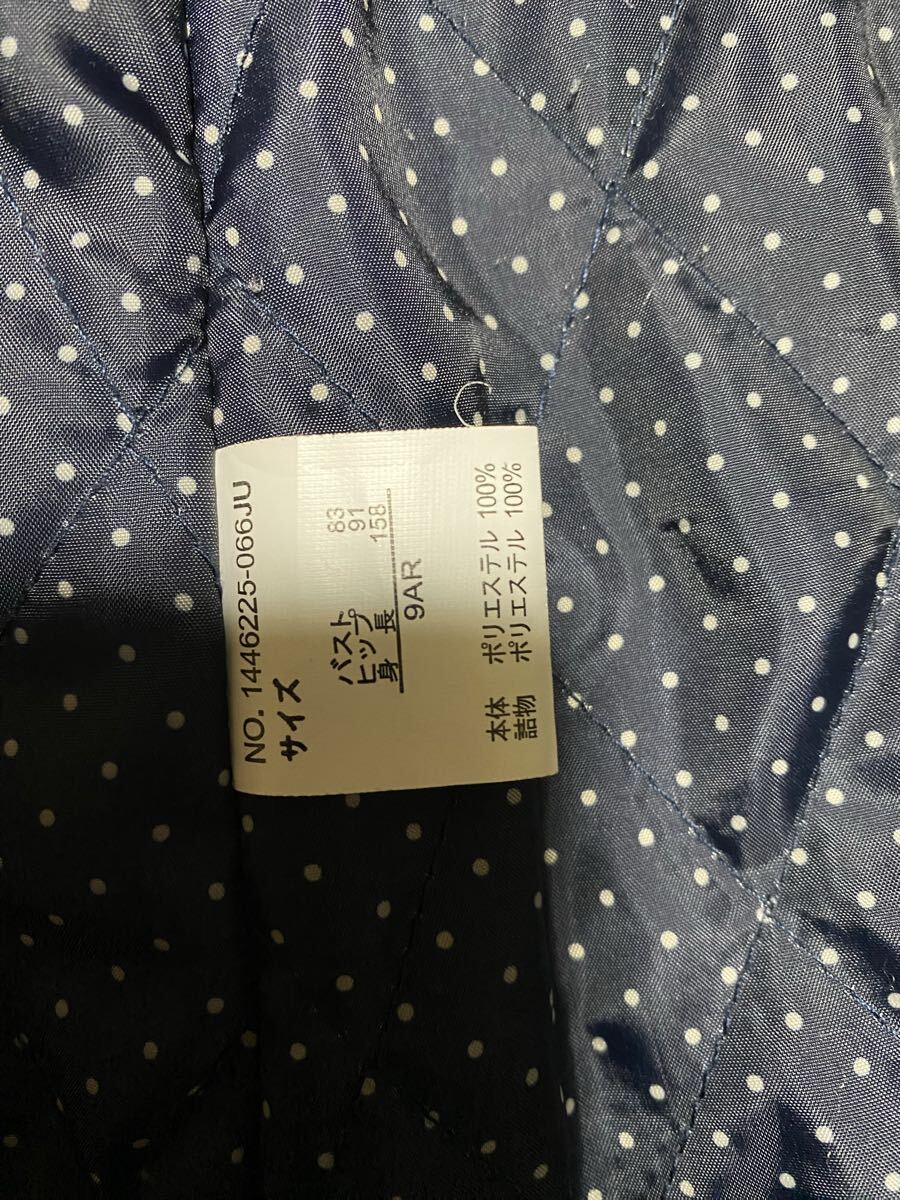 NO. 1446225-066JU
サイズ
バスト 83
ヒップ 91
身長 158
9AR
本体 ポリエステル 100%
詰物 ポリエステル 100%